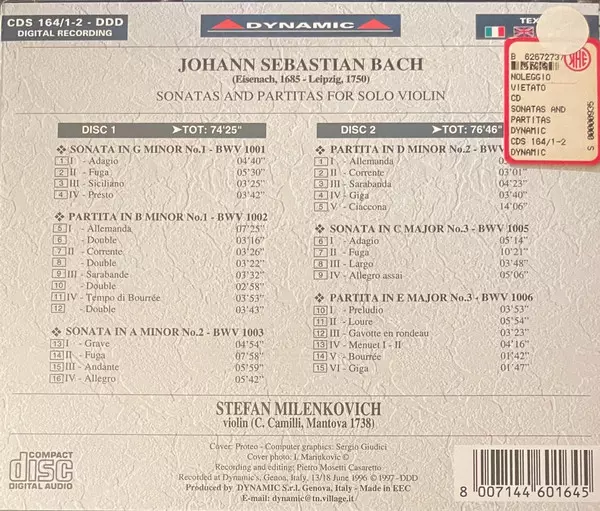 CDS 164/1-2 - DDD
DIGITAL RECORDING
DYNAMIC
B 62672737
NOLEGGIO
VIETATO
CD
SONATAS AND
PARTITAS
DYNAMIC
CDS 164/1-2
DYNAMIC
S 00000935
JOHANN SEBASTIAN BACH
(Eisenach, 1685 - Leipzig, 1750)
SONATAS AND PARTITAS FOR SOLO VIOLIN
DISC 1 ➤TOT: 74'25"
❖ SONATA IN G MINOR No.1 - BWV 1001
1 I - Adagio 04'40"
2 II - Fuga 05'30"
3 III - Siciliano 03'25"
4 IV - Presto 03'42"
❖ PARTITA IN B MINOR No.1 - BWV 1002
5 I - Allemanda 07'25"
6 Double 03'16"
7 II - Corrente 03'26"
8 Double 03'22"
9 III - Sarabande 03'32"
10 Double 02'58"
11 IV - Tempo di Bourrée 03'53"
12 Double 03'43"
❖ SONATA IN A MINOR No.2 - BWV 1003
13 I - Grave 04'54"
14 II - Fuga 07'58"
15 III - Andante 05'59"
16 IV - Allegro 05'42"
DISC 2 ➤TOT: 76'46"
❖ PARTITA IN D MINOR No.2 -
1 I - Allemanda
2 II - Corrente 03'01"
3 III - Sarabanda 04'23"
4 IV - Giga 03'40"
5 V - Ciaccona 14'06"
❖ SONATA IN C MAJOR No.3 - BWV 1005
6 I - Adagio 05'14"
7 II - Fuga 10'21"
8 III - Largo 03'48"
9 IV - Allegro assai 05'06"
❖ PARTITA IN E MAJOR No.3 - BWV 1006
10 I - Preludio 03'53"
11 II - Loure 05'54"
12 III - Gavotte en rondeau 03'23"
13 IV - Menuet I - II 04'16"
14 V - Bourrée 01'42"
15 VI - Giga 01'47"
STEFAN MILENKOVICH
violin (C. Camilli, Mantova 1738)
Cover: Proteo - Computer graphics: Sergio Giudici
Cover photo: I. Marinkovic ©
Recording and editing: Pietro Mosetti Casaretto
Recorded at Dynamic's, Genoa, Italy, 13/18 June 1996 © 1997 -DDD
Produced by DYNAMIC S.r.l. Genova, Italy - Made in EEC
E-mail: dynamic@tn.village.it
COMPACT
disc
DIGITAL AUDIO
8 007144 601645